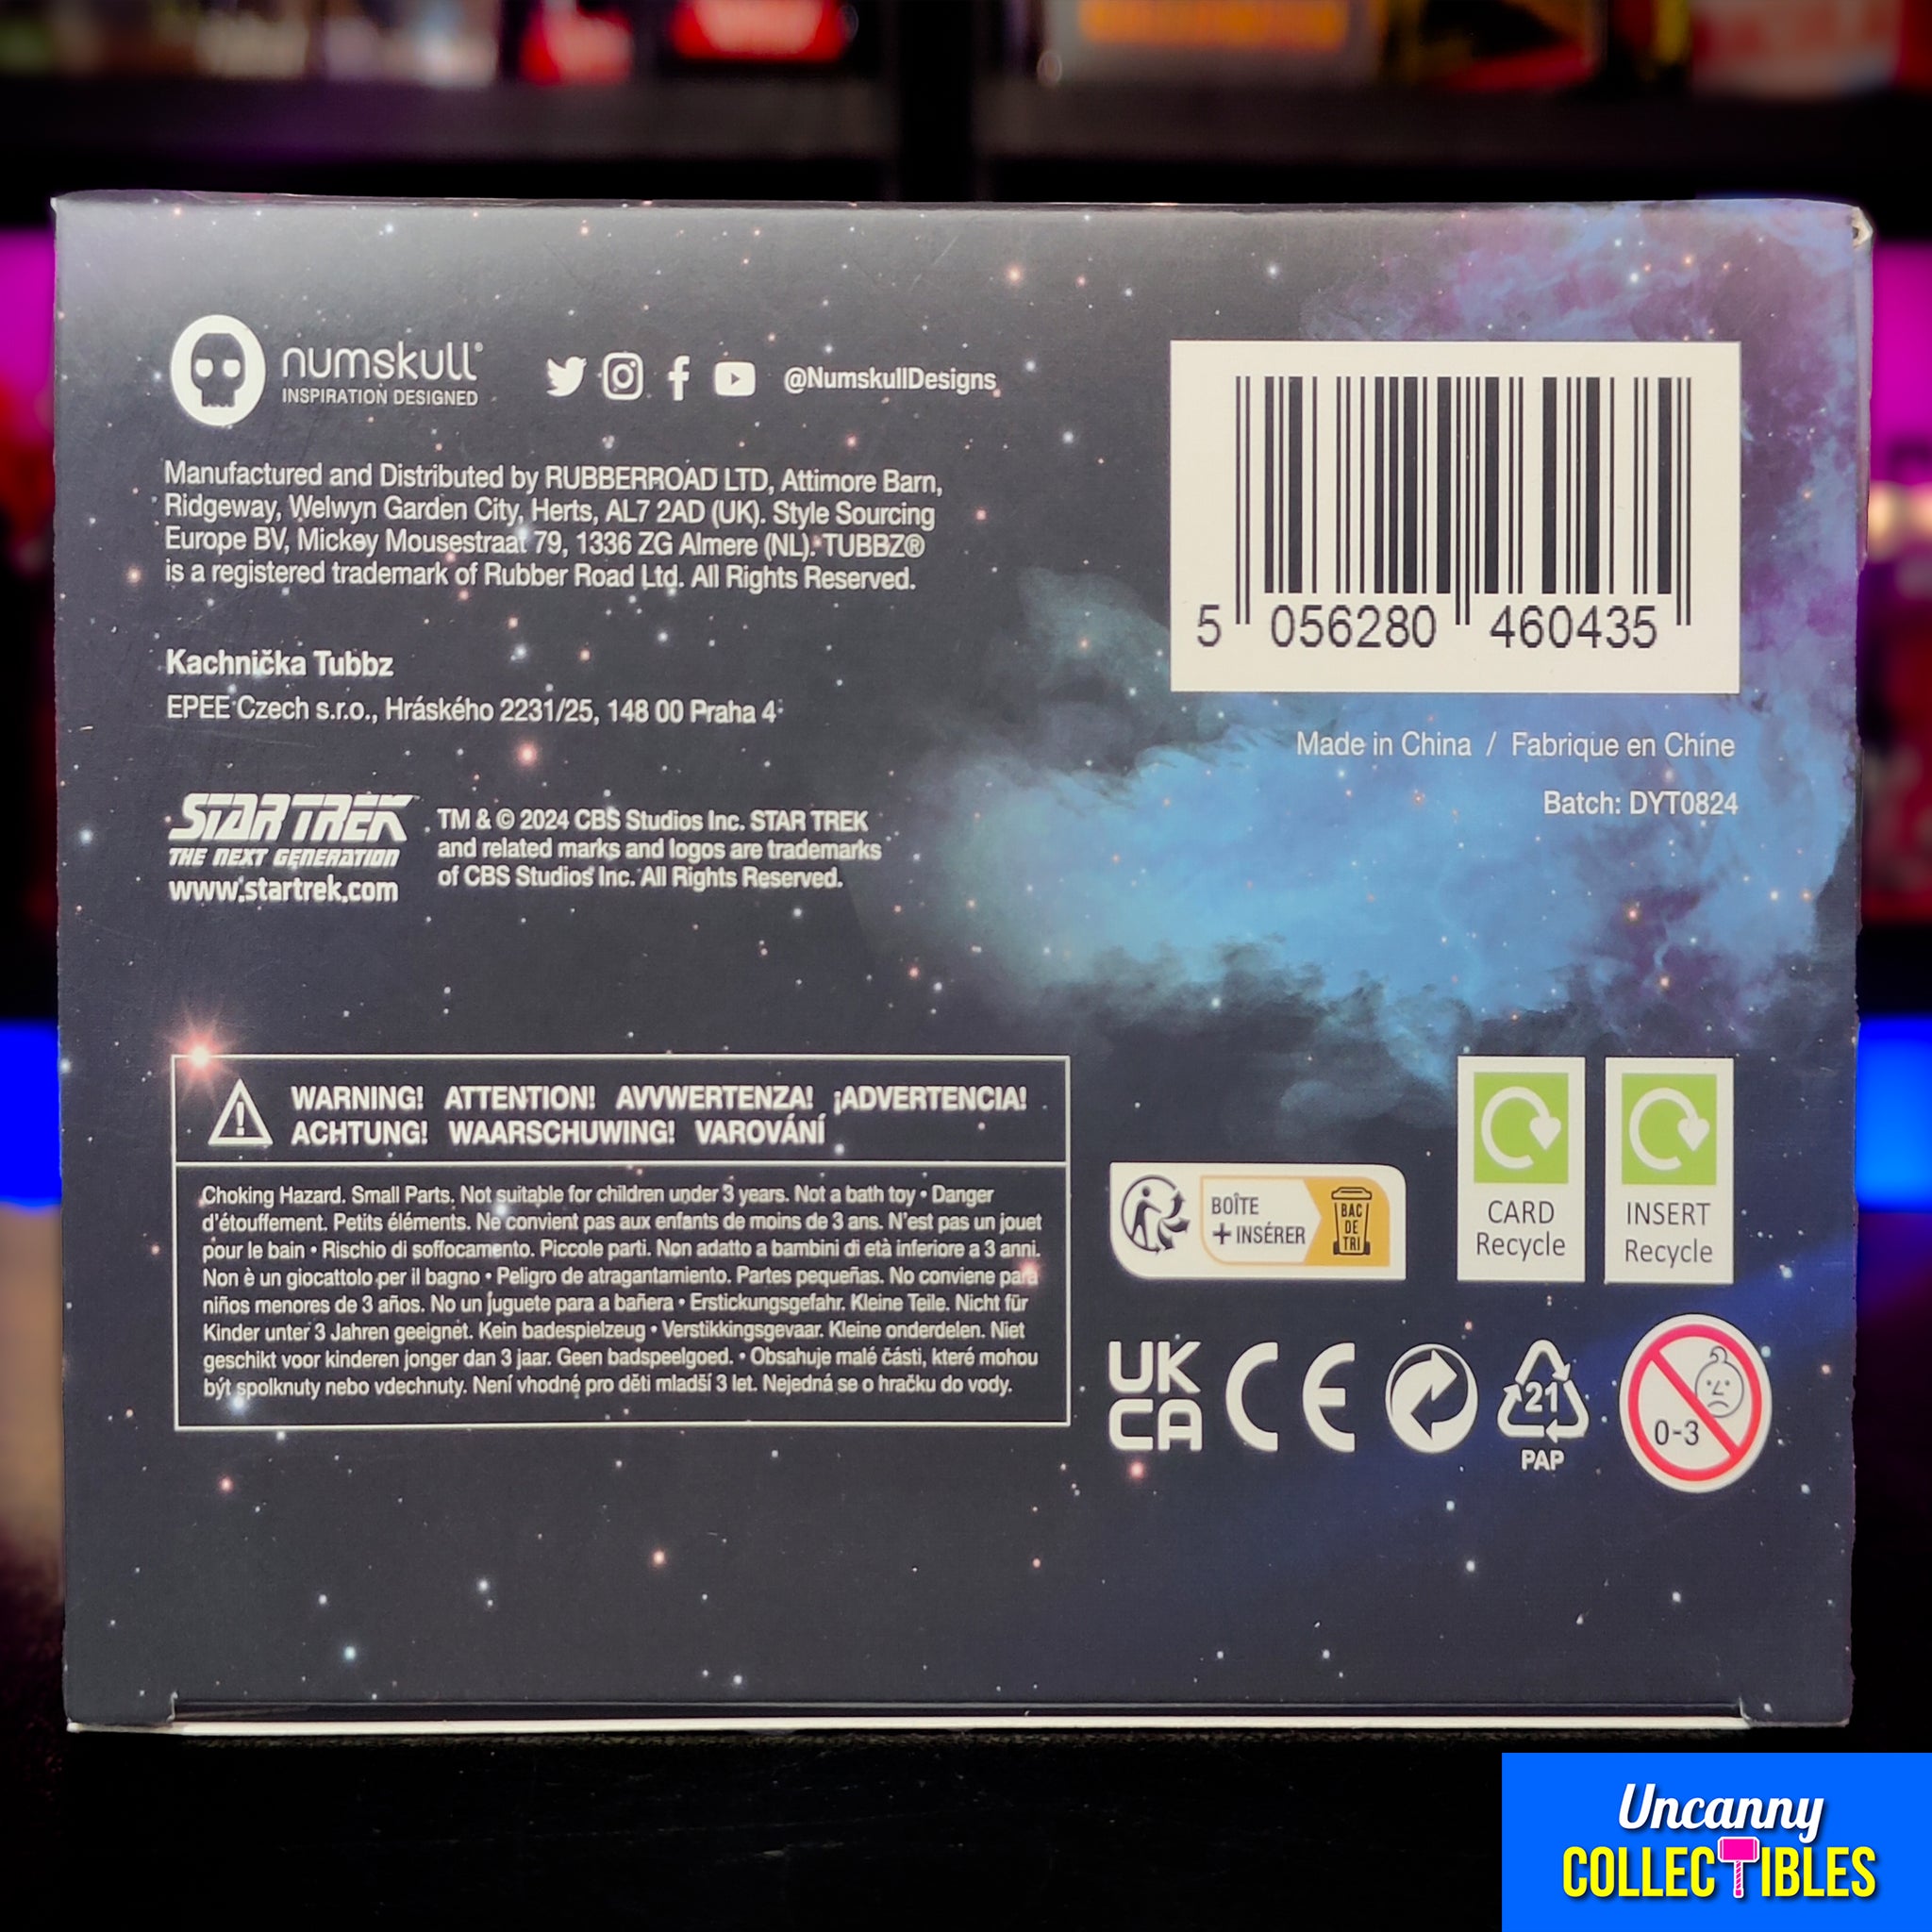 numskull®
INSPIRATION DESIGNED
@NumskullDesigns
Manufactured and Distributed by RUBBERROAD LTD, Attimore Barn,
Ridgeway, Welwyn Garden City, Herts, AL7 2AD (UK). Style Sourcing
Europe BV, Mickey Mousestraat 79, 1336 ZG Almere (NL). TUBBZ®
is a registered trademark of Rubber Road Ltd. All Rights Reserved.
Kachnička Tubbz
EPEE Czech s.r.o., Hráského 2231/25, 148 00 Praha 4
STAR TREK
THE NEXT GENERATION
www.startrek.com
TM & © 2024 CBS Studios Inc. STAR TREK
and related marks and logos are trademarks
of CBS Studios Inc. All Rights Reserved.
5 056280 460435
Made in China / Fabrique en Chine
Batch: DYT0824
WARNING! ATTENTION! AVVWERTENZA! ¡ADVERTENCIA!
ACHTUNG! WAARSCHUWING! VAROVÁNÍ
Choking Hazard. Small Parts. Not suitable for children under 3 years. Not a bath toy • Danger
d'étouffement. Petits éléments. Ne convient pas aux enfants de moins de 3 ans. N'est pas un jouet
pour le bain • Rischio di soffocamento. Piccole parti. Non adatto a bambini di età inferiore a 3 anni.
Non è un giocattolo per il bagno • Peligro de atragantamiento. Partes pequeñas. No conviene para
niños menores de 3 años. No un juguete para a bañera • Erstickungsgefahr. Kleine Teile. Nicht für
Kinder unter 3 Jahren geeignet. Kein badespielzeug • Verstikkingsgevaar. Kleine onderdelen. Niet
geschikt voor kinderen jonger dan 3 jaar. Geen badspeelgoed. • Obsahuje malé části, které mohou
být spolknuty nebo vdechnuty. Není vhodné pro děti mladší 3 let. Nejedná se o hračku do vody.
BOÎTE
+ INSÉRER
BAC
DE
TRI
CARD
Recycle
INSERT
Recycle
UK
CA
CE
21
PAP
0-3
Uncanny
COLLECTIBLES